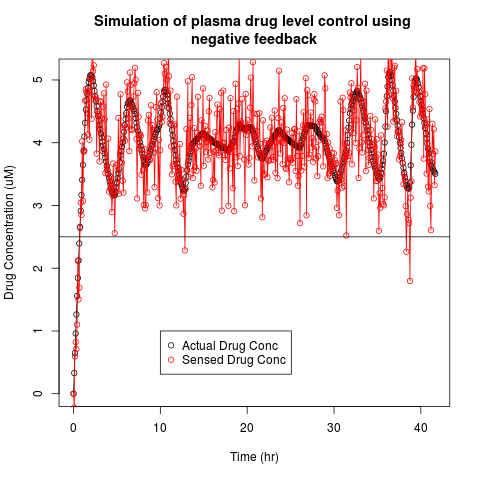 Simulation of plasma drug level control using
negative feedback
Drug Concentration (uM)
5
4
3
2
1
0
Actual Drug Conc
Sensed Drug Conc
0 10 20 30 40
Time (hr)